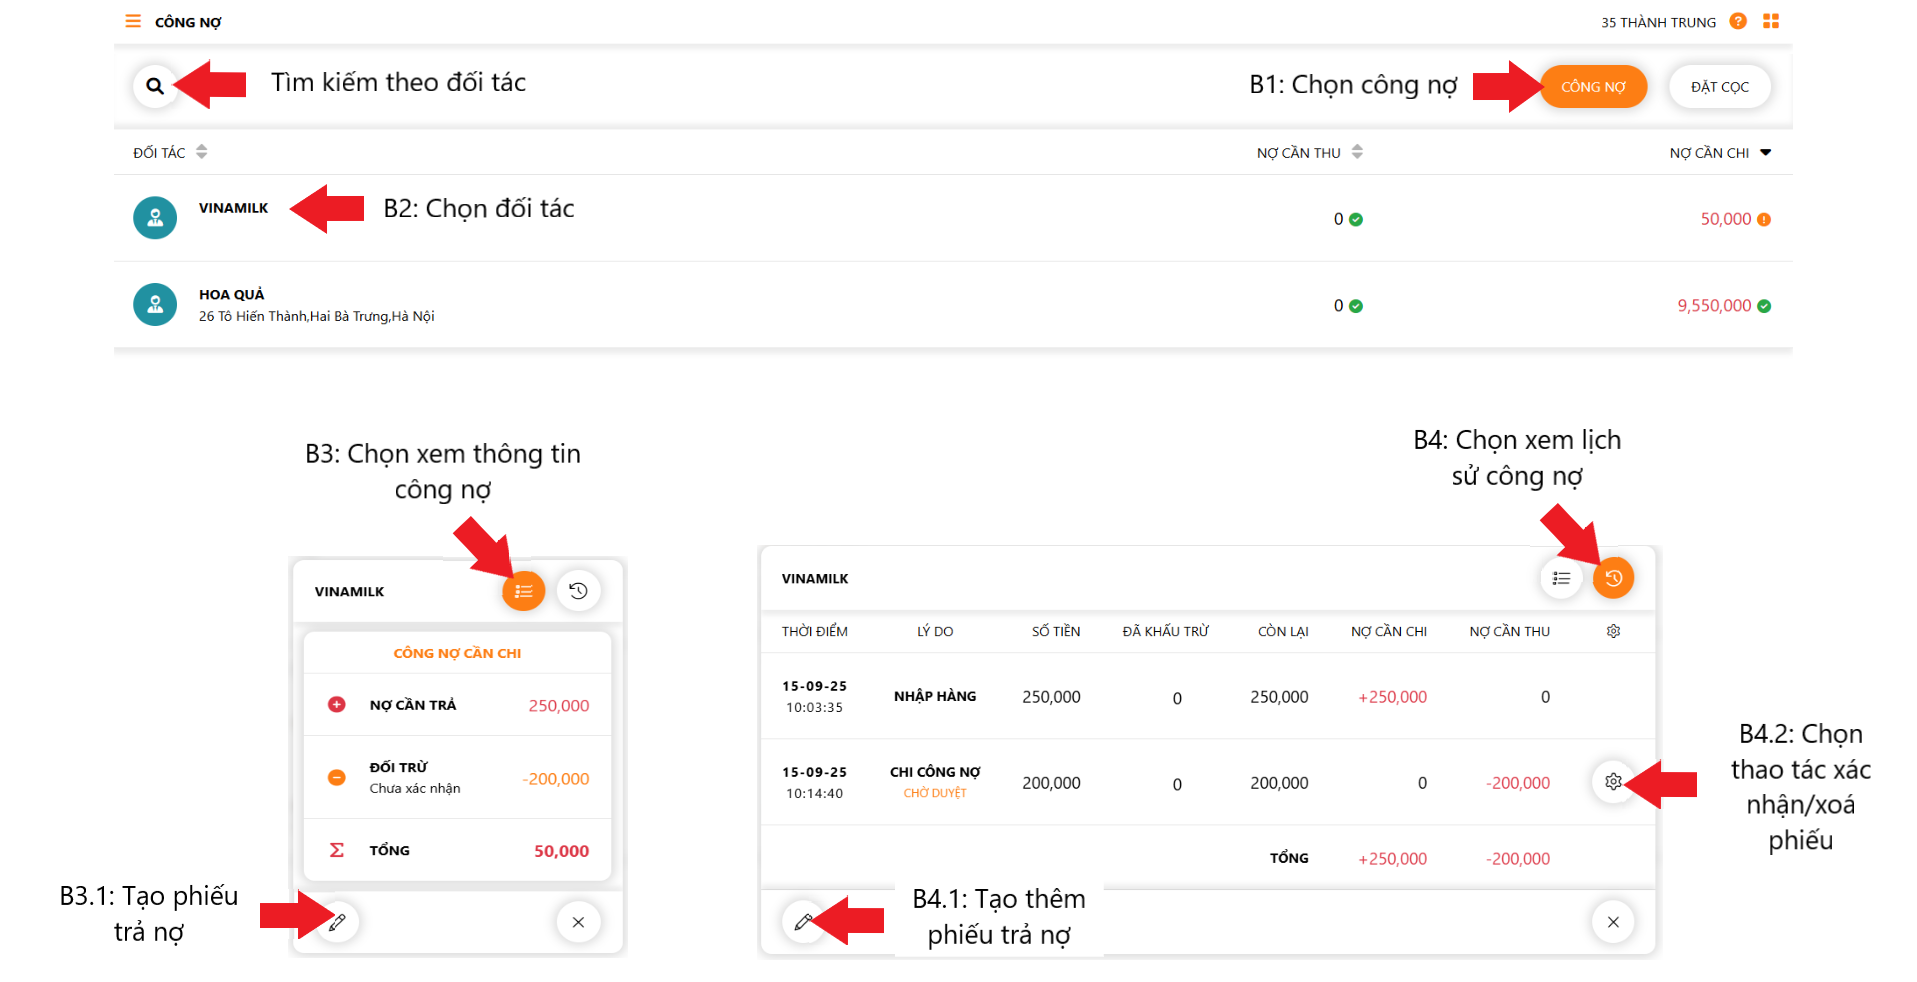 CÔNG NỢ
35 THÀNH TRUNG
Tìm kiếm theo đối tác
B1: Chọn công nợ
CÔNG NỢ
ĐẶT CỌC
ĐỐI TÁC
NỢ CẦN THU
NỢ CẦN CHI
VINAMILK
B2: Chọn đối tác
0
50,000
HOA QUẢ
26 Tô Hiến Thành,Hai Bà Trưng,Hà Nội
0
9,550,000
B3: Chọn xem thông tin
công nợ
VINAMILK
CÔNG NỢ CẦN CHI
NỢ CẦN TRẢ
250,000
ĐỐI TRỪ
Chưa xác nhận
-200,000
TỔNG
50,000
B3.1: Tạo phiếu
trả nợ
B4: Chọn xem lịch
sử công nợ
VINAMILK
THỜI ĐIỂM LÝ DO SỐ TIỀN ĐÃ KHẤU TRỪ CÒN LẠI NỢ CẦN CHI NỢ CẦN THU
15-09-25
10:03:35
NHẬP HÀNG 250,000 0 250,000 +250,000 0
15-09-25
10:14:40
CHI CÔNG NỢ
CHỜ DUYỆT
200,000 0 200,000 0 -200,000
TỔNG +250,000 -200,000
B4.2: Chọn
thao tác xác
nhận/xoá
phiếu
B4.1: Tạo thêm
phiếu trả nợ